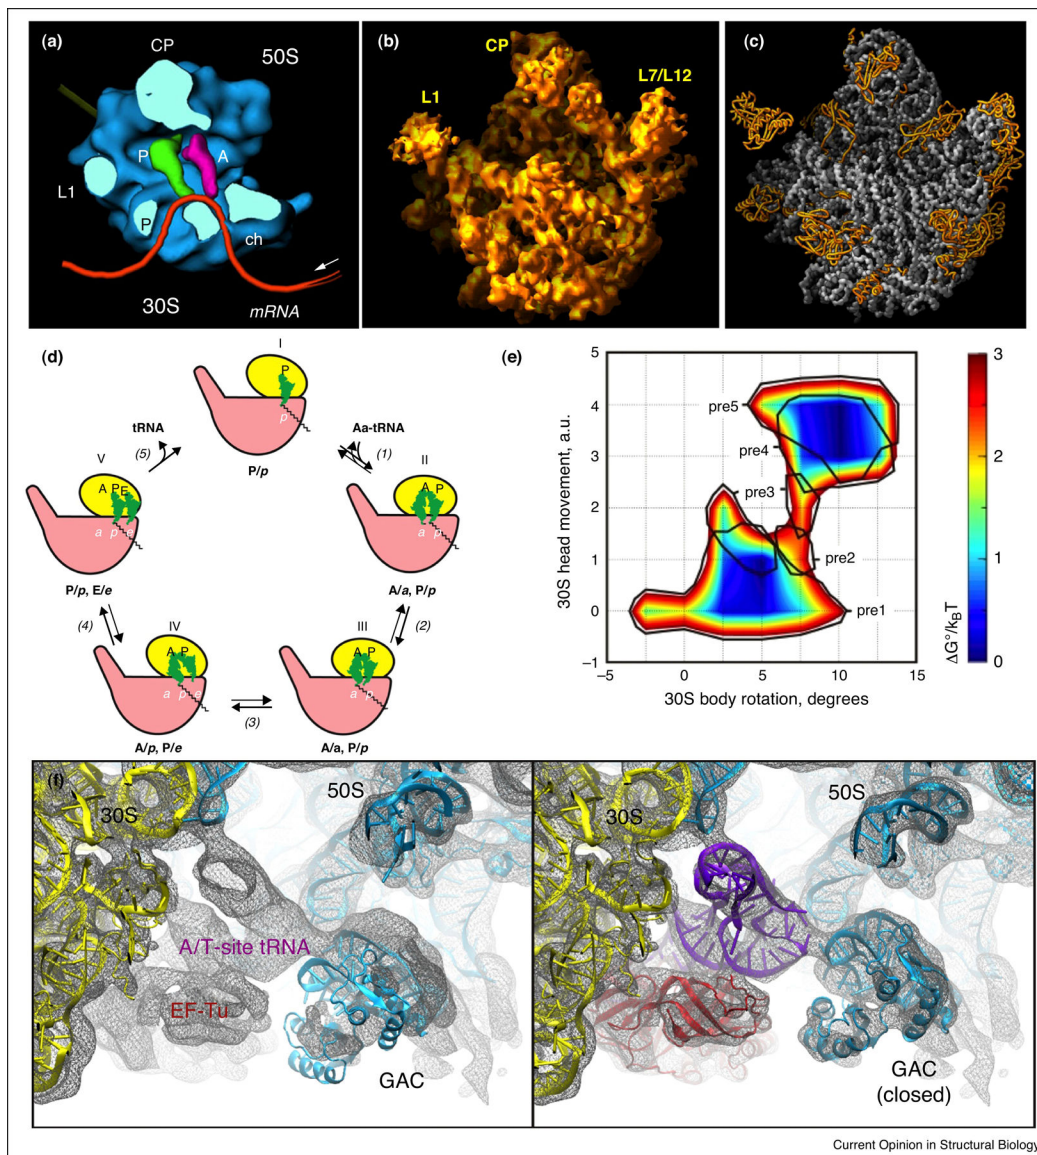 (a)
CP
50S
P
A
L1
P
ch
30S
mRNA
(b)
CP
L1
L7/L12
(c)
(d)
I
P
p
P/p
tRNA
(5)
Aa-tRNA
(1)
V
A PE
a p e
P/p, E/e
II
A P
a p
A/a, P/p
(4)
(2)
IV
A P
a p e
A/p, P/e
(3)
III
A P
a p
A/a, P/p
(e)
30S head movement, a.u.
5
4
3
2
1
0
−1
−5
0
5
10
15
30S body rotation, degrees
pre5
pre4
pre3
pre2
pre1
3
2
1
0
ΔG°/kBT
(f)
30S
50S
A/T-site tRNA
EF-Tu
GAC
30S
50S
GAC
(closed)
Current Opinion in Structural Biology